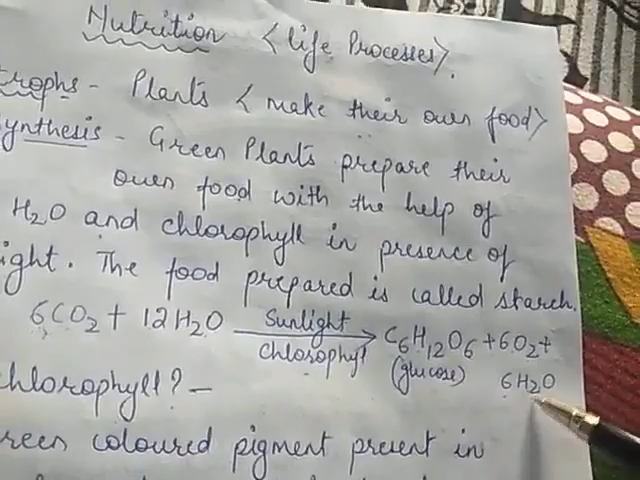 Nutrition <life Processes>.
trophs - Plants < make their own food>
ynthesis - Green Plants prepare their
own food with the help of
H₂O and chlorophyll in presence of
ight. The food prepared is called starch.
6CO₂ + 12H₂O Sunlight Chlorophyl C₆H₁₂O₆ + 6O₂ +
(glucose) 6H₂O
hlorophyll? -
reen coloured pigment present in